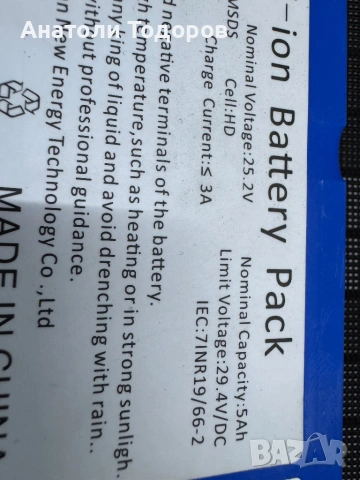 Анатоли Тодоров
-ion Battery Pack
Nominal Voltage:25.2V
Nominal Capacity:5Ah
Cell:HD
Limit Voltage:29.4V/DC
MSDS
Charge Current:≤ 3A
IEC:7INR19/66-2
d negative terminals of the battery.
temperature,such as heating or in strong sunligh.
ing of liquid and avoid drenching with rain..
without professional guidance.
New Energy Technology Co.,Ltd
MADE IN CHINA
BAZAR
bg